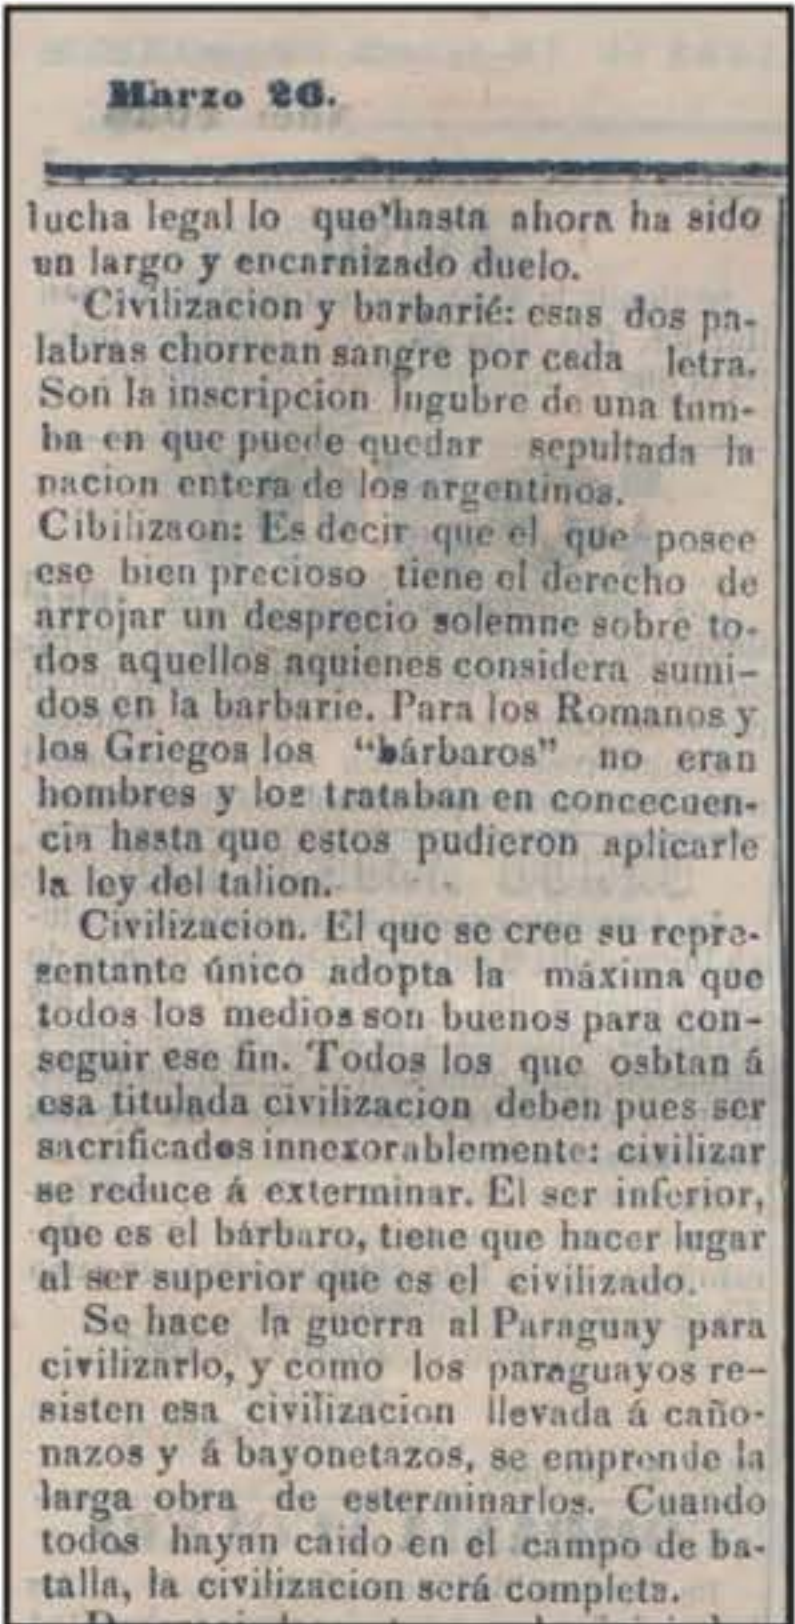 Marzo 26.
lucha legal lo que hasta ahora ha sido
un largo y encarnizado duelo.
Civilizacion y barbarié: esas dos pa-
labras chorrean sangre por cada letra.
Son la inscripcion lugubre de una tum-
ba en que puede quedar sepultada la
nacion entera de los argentinos.
Cibilizaon: Es decir que el que posee
ese bien precioso tiene el derecho de
arrojar un desprecio solemne sobre to-
dos aquellos aquienes considera sumi-
dos en la barbarie. Para los Romanos y
los Griegos los "bárbaros" no eran
hombres y los trataban en concecuen-
cia hasta que estos pudieron aplicarle
la ley del talion.
Civilizacion. El que se cree su repre-
sentante único adopta la máxima que
todos los medios son buenos para con-
seguir ese fin. Todos los que osbtan á
esa titulada civilizacion deben pues ser
sacrificados innexorablemente: civilizar
se reduce á exterminar. El ser inferior,
que es el bárbaro, tiene que hacer lugar
al ser superior que es el civilizado.
Se hace la guerra al Paraguay para
civilizarlo, y como los paraguayos re-
sisten esa civilizacion llevada á caño-
nazos y á bayonetazos, se emprende la
larga obra de esterminarlos. Cuando
todos hayan caido en el campo de ba-
talla, la civilizacion será completa.